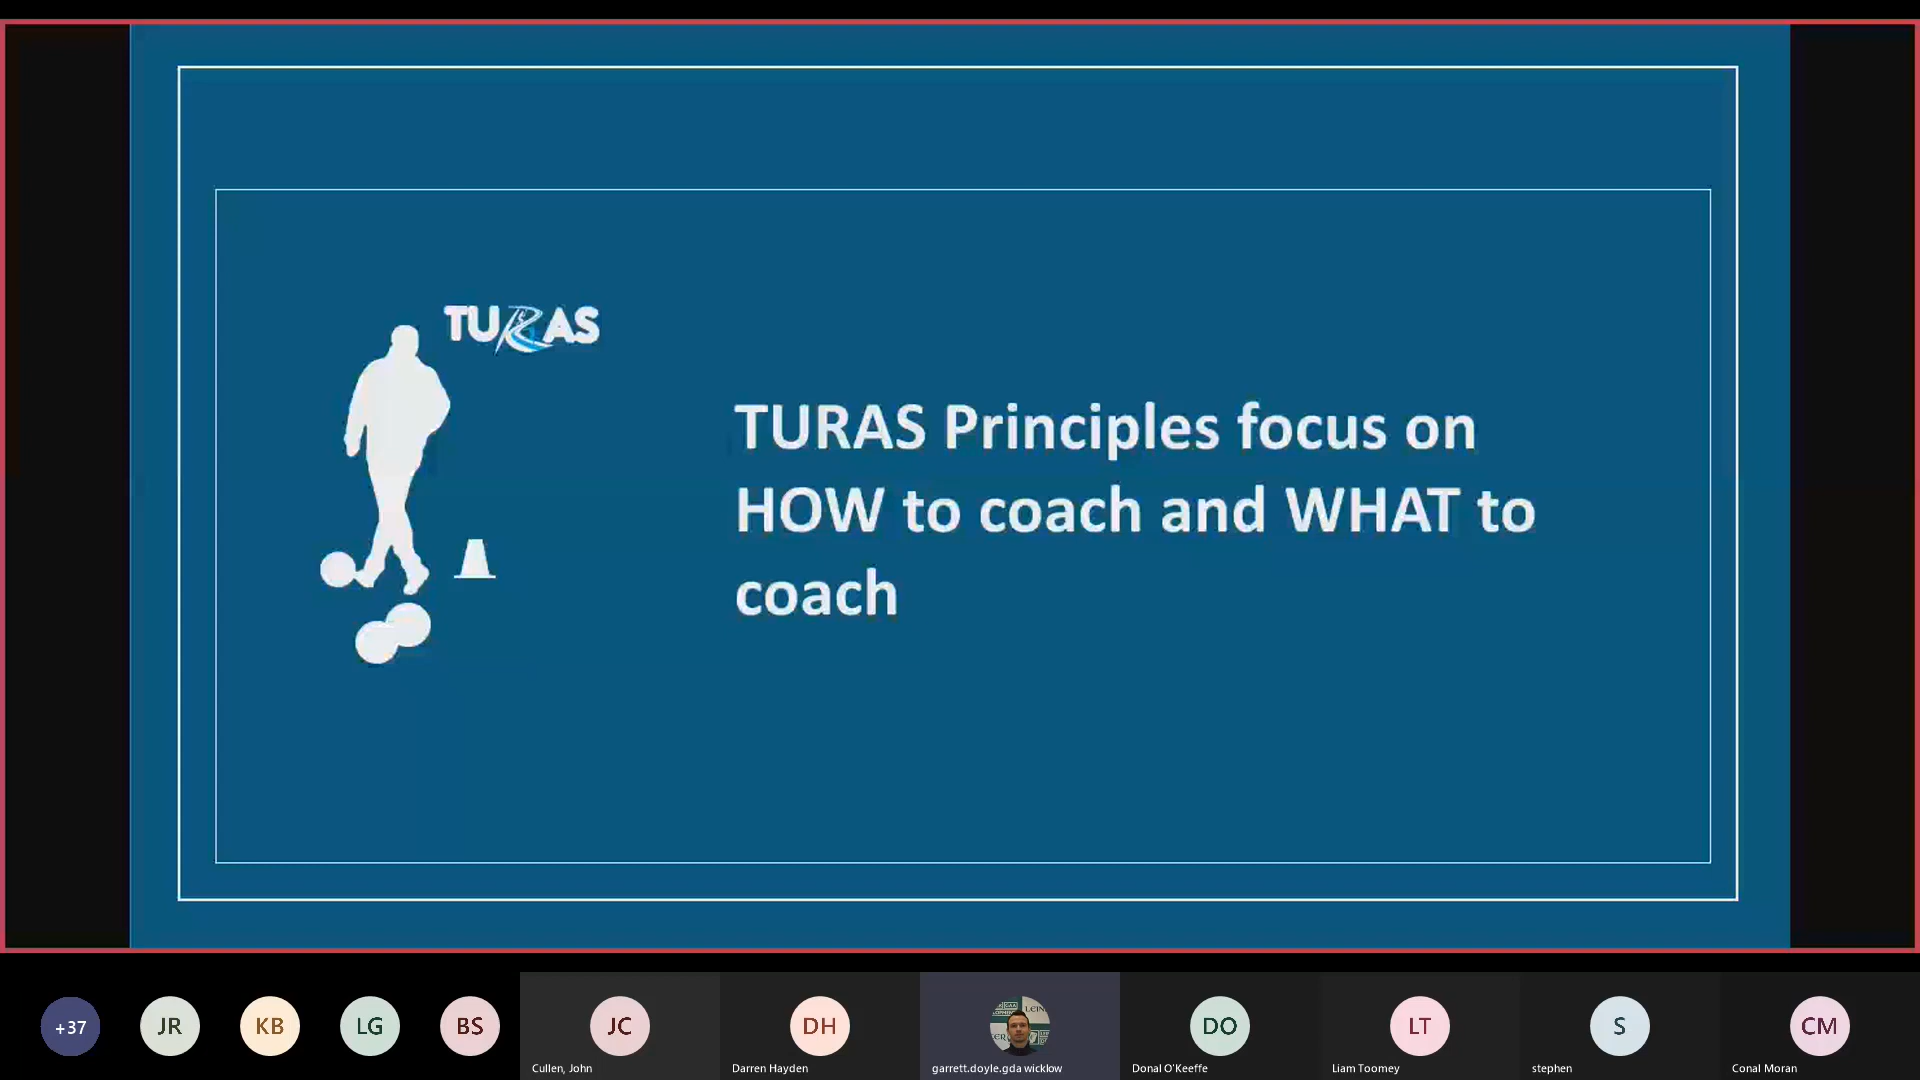 TURAS
TURAS Principles focus on
HOW to coach and WHAT to
coach
+37
JR
KB
LG
BS
JC
DH
DO
LT
S
CM
Cullen, John
Darren Hayden
garrett.doyle.gda wicklow
Donal O'Keeffe
Liam Toomey
stephen
Conal Moran